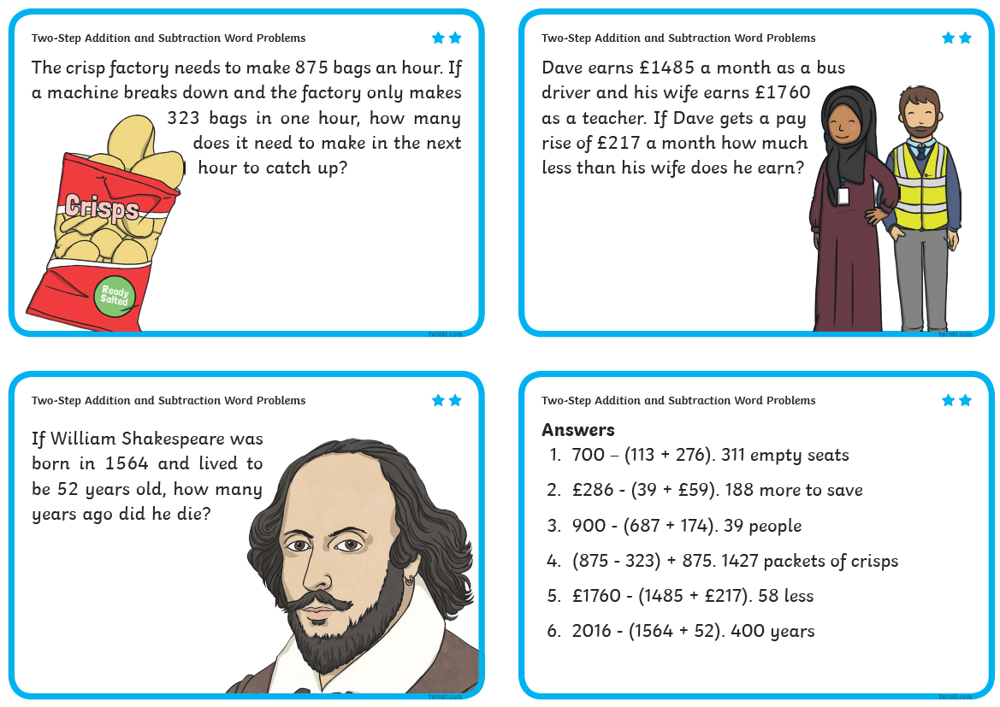 Two-Step Addition and Subtraction Word Problems
The crisp factory needs to make 875 bags an hour. If
a machine breaks down and the factory only makes
323 bags in one hour, how many
does it need to make in the next
hour to catch up?
Crisps
Ready
Salted
twinkl.com
Two-Step Addition and Subtraction Word Problems
Dave earns £1485 a month as a bus
driver and his wife earns £1760
as a teacher. If Dave gets a pay
rise of £217 a month how much
less than his wife does he earn?
twinkl.com
Two-Step Addition and Subtraction Word Problems
If William Shakespeare was
born in 1564 and lived to
be 52 years old, how many
years ago did he die?
twinkl.com
Two-Step Addition and Subtraction Word Problems
Answers
1. 700 – (113 + 276). 311 empty seats
2. £286 - (39 + £59). 188 more to save
3. 900 - (687 + 174). 39 people
4. (875 - 323) + 875. 1427 packets of crisps
5. £1760 - (1485 + £217). 58 less
6. 2016 - (1564 + 52). 400 years
twinkl.com